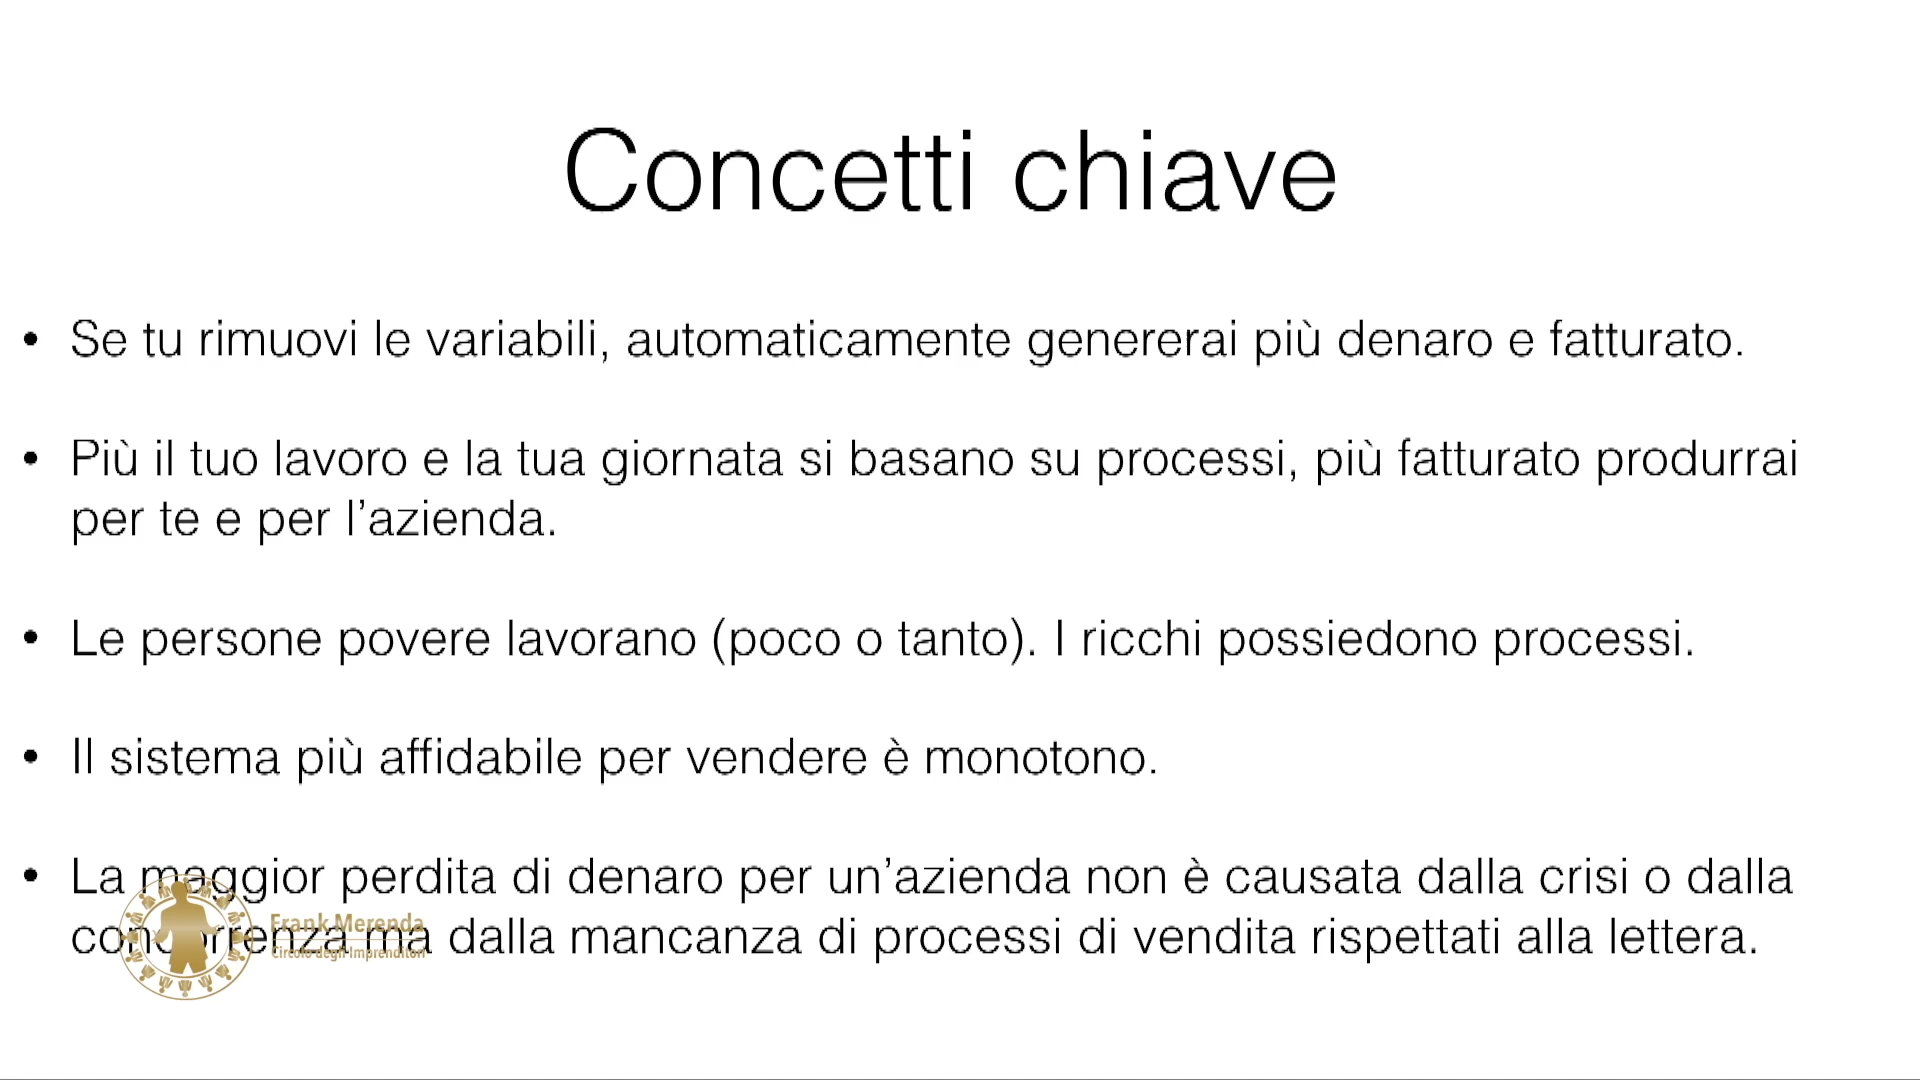 Concetti chiave
• Se tu rimuovi le variabili, automaticamente genererai più denaro e fatturato.
• Più il tuo lavoro e la tua giornata si basano su processi, più fatturato produrrai
per te e per l’azienda.
• Le persone povere lavorano (poco o tanto). I ricchi possiedono processi.
• Il sistema più affidabile per vendere è monotono.
• La maggior perdita di denaro per un’azienda non è causata dalla crisi o dalla
concorrenza ma dalla mancanza di processi di vendita rispettati alla lettera.
Frank Merenda
Circolo degli Imprenditori